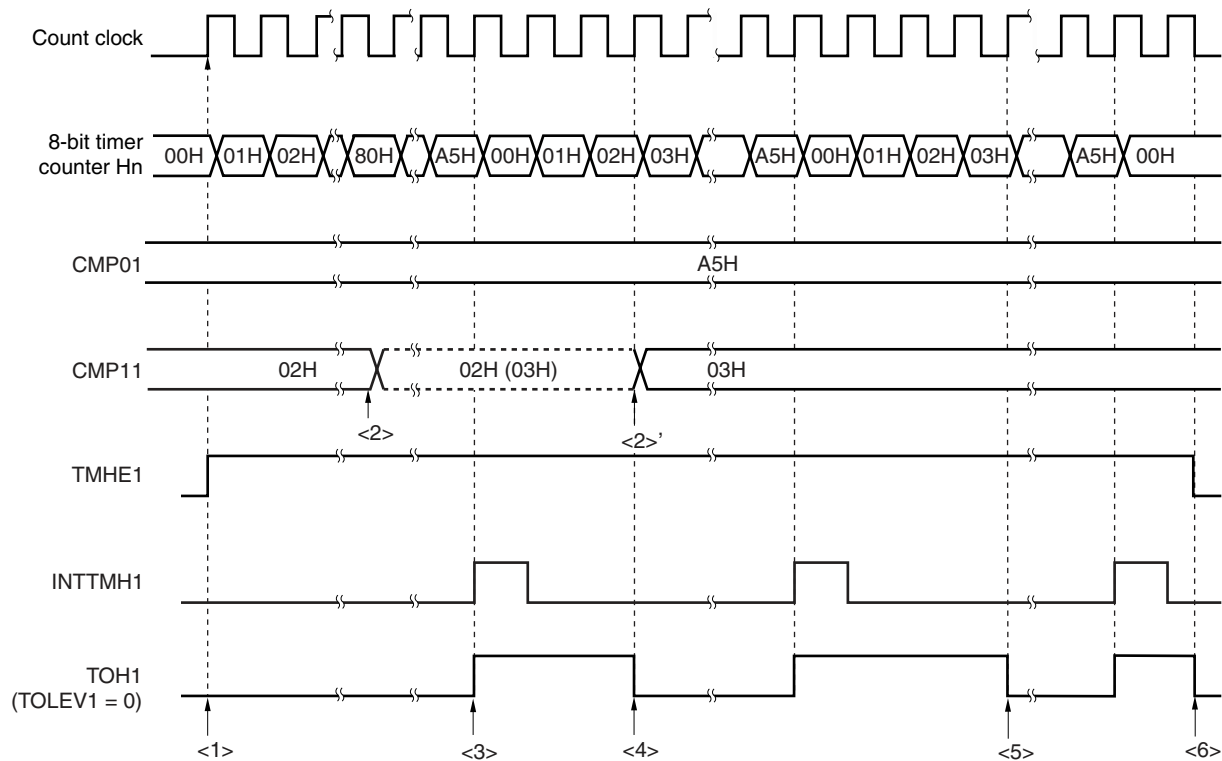 Count clock
8-bit timer
counter Hn
00H 01H 02H 80H A5H 00H 01H 02H 03H A5H 00H 01H 02H 03H A5H 00H
CMP01
A5H
CMP11
02H 02H (03H) 03H
<2> <2>’
TMHE1
INTTMH1
TOH1
(TOLEV1 = 0)
<1> <3> <4> <5> <6>